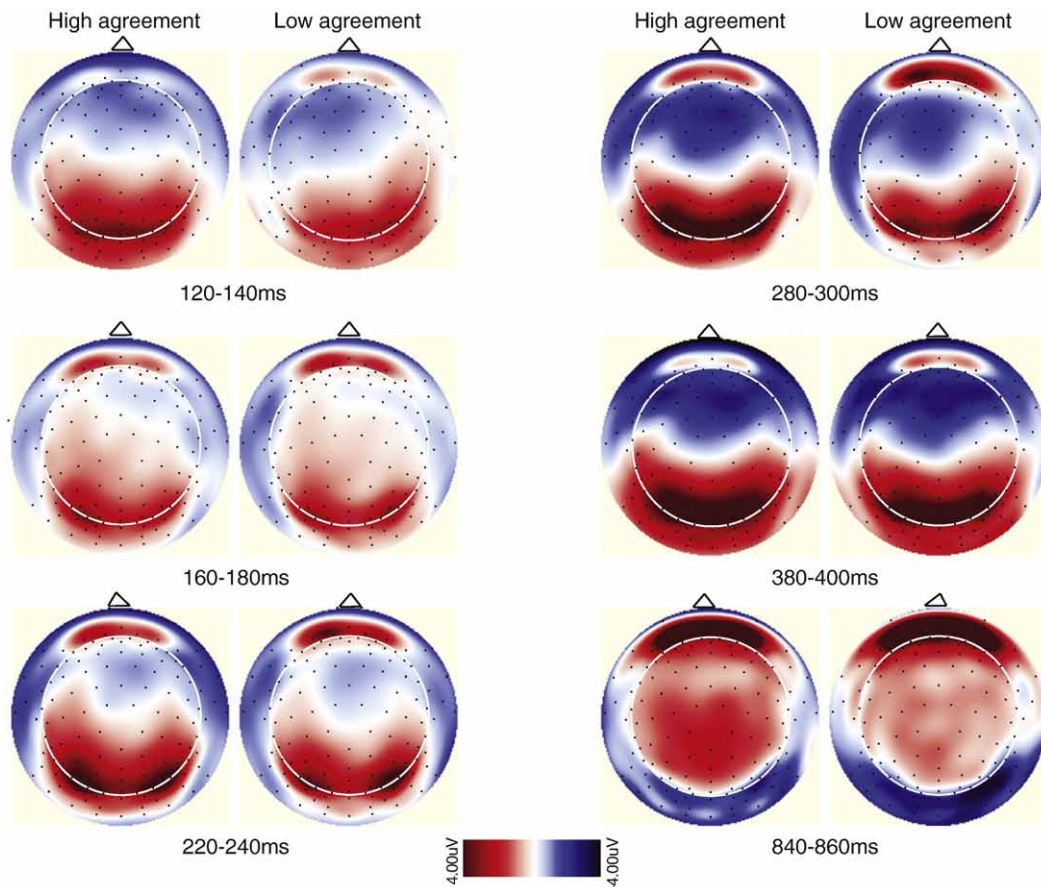 High agreement Low agreement High agreement Low agreement
120-140ms 280-300ms
160-180ms 380-400ms
220-240ms 840-860ms
4.00uV 4.00uV